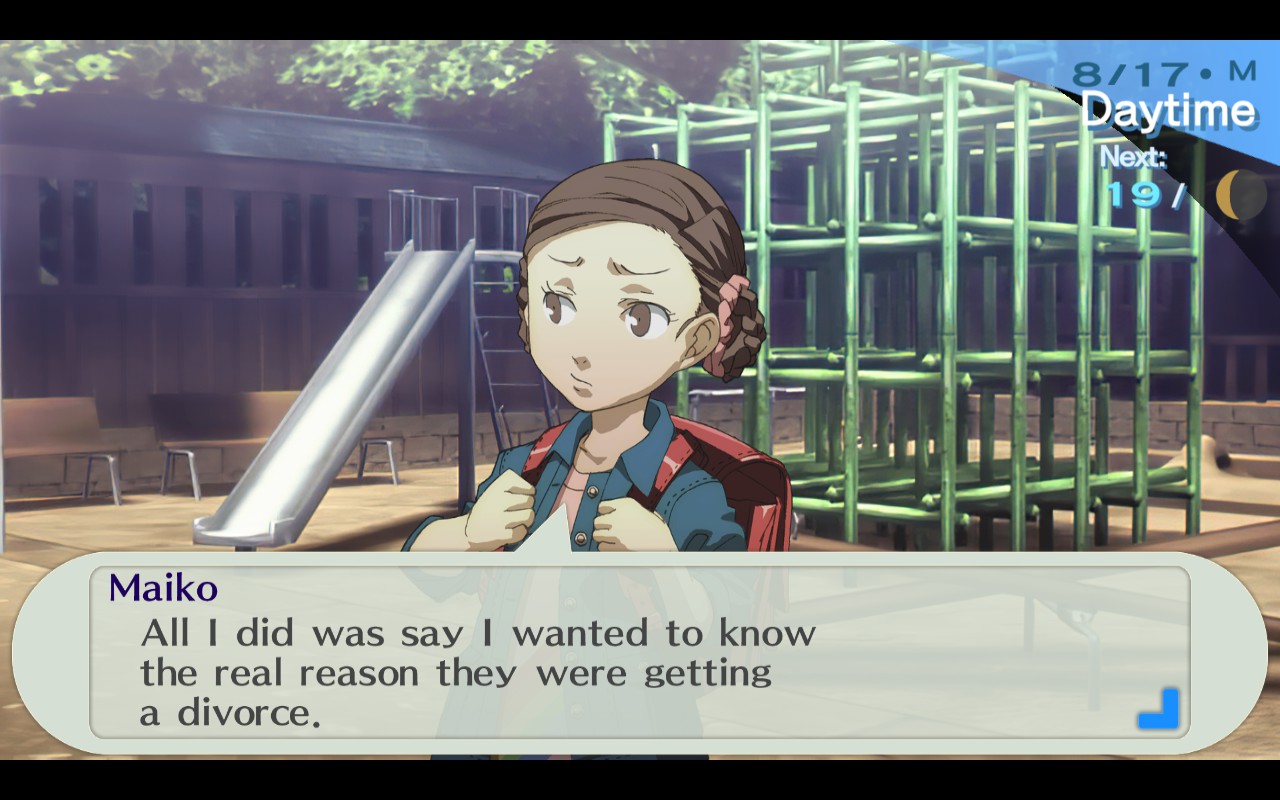 8/17 • M
Daytime
Next:
19/
Maiko
All I did was say I wanted to know
the real reason they were getting
a divorce.